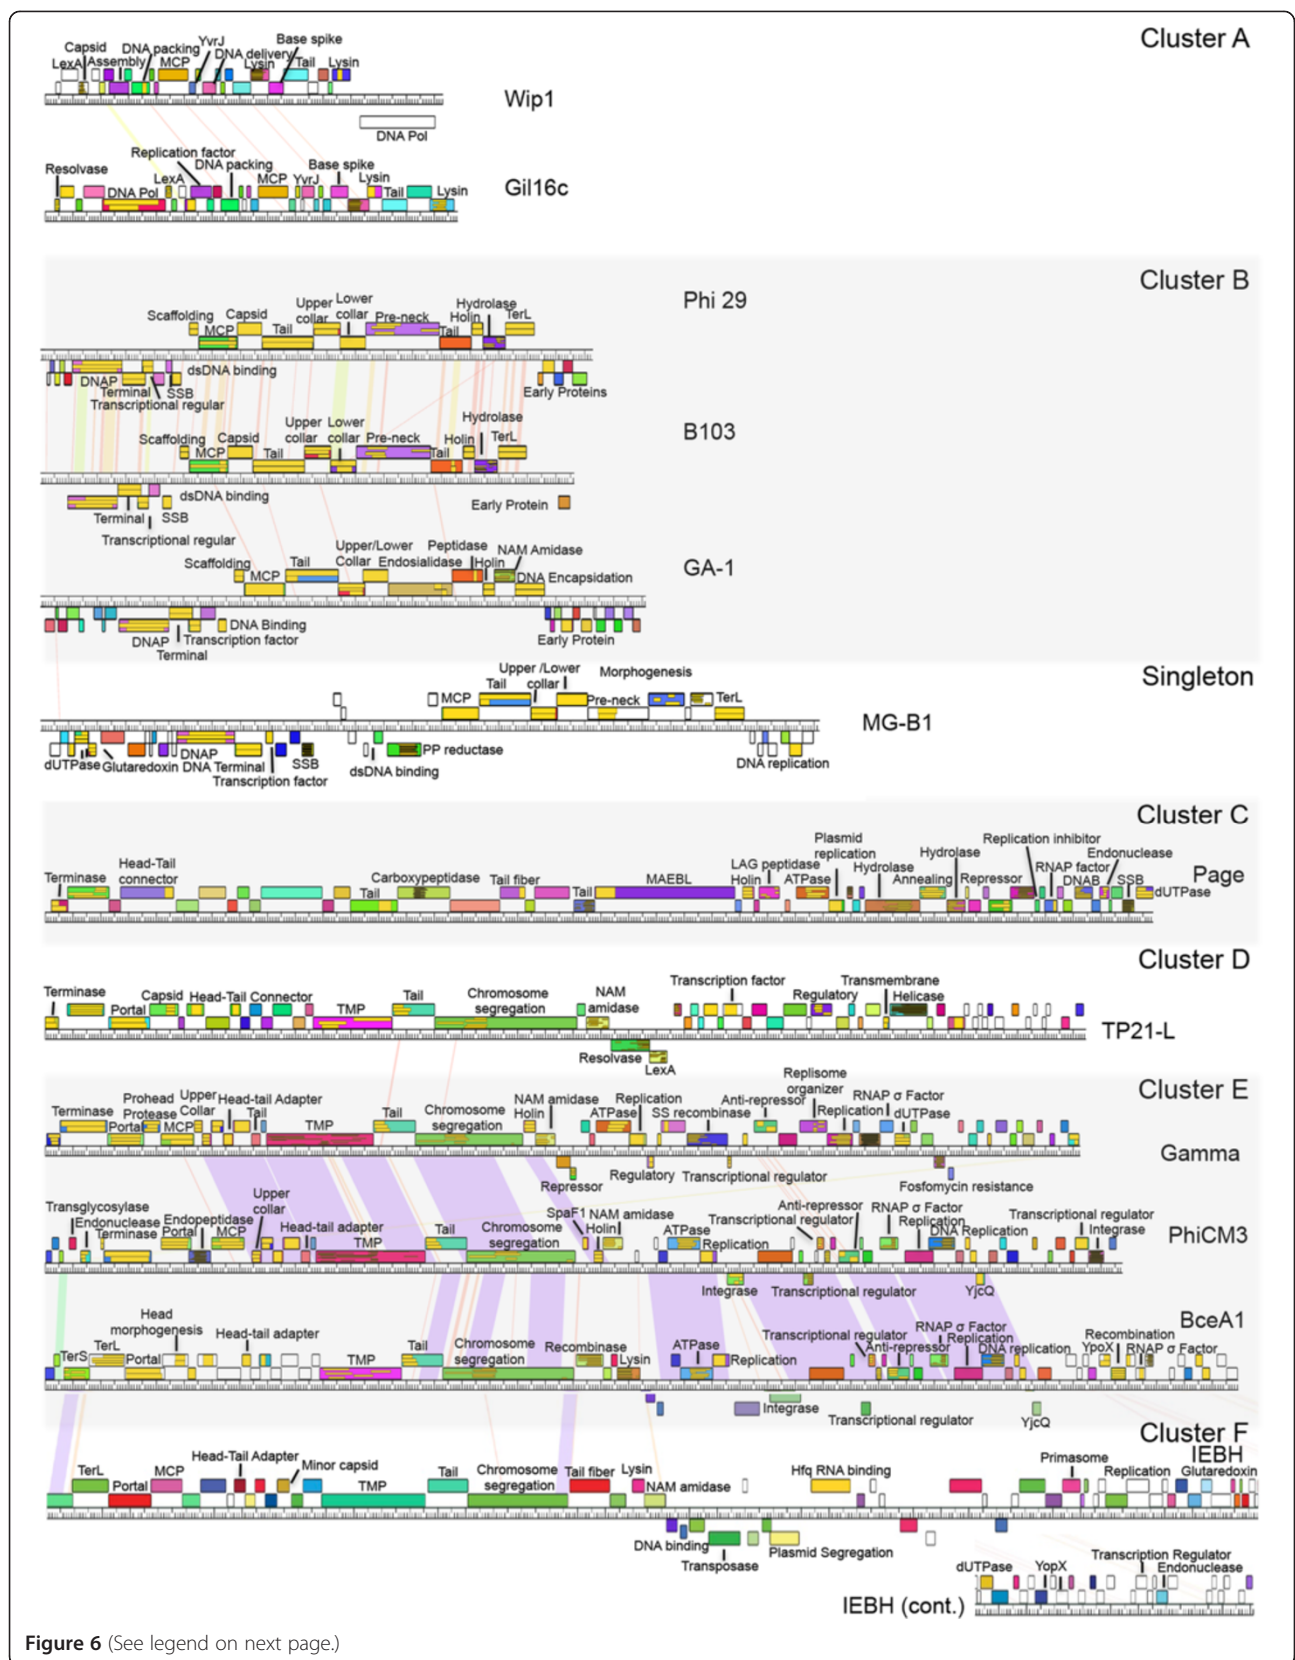 Cluster A
Capsid
DNA packing
YvrJ
Base spike
LexA
Assembly
MCP
DNA delivery
Lysin
Tail
Lysin
Wip1
DNA Pol
Replication factor
Resolvase
LexA
DNA packing
Base spike
DNA Pol
MCP
YvrJ
Lysin
Tail
Lysin
Gil16c
Cluster B
Phi 29
Scaffolding
Capsid
Upper collar
Lower collar
Pre-neck
Hydrolase
Holin
TerL
MCP
Tail
Tail
DNAP
dsDNA binding
Terminal
SSB
Transcriptional regular
Early Proteins
B103
Scaffolding
Capsid
Upper collar
Lower collar
Pre-neck
Hydrolase
Holin
TerL
MCP
Tail
Tail
dsDNA binding
Terminal
SSB
Transcriptional regular
Early Protein
GA-1
Scaffolding
MCP
Tail
Upper/Lower Collar
Endosialidase
Peptidase
Holin
NAM Amidase
DNA Encapsidation
DNAP
DNA Binding
Transcription factor
Terminal
Early Protein
Singleton
MG-B1
MCP
Tail
Upper /Lower collar
Morphogenesis
Pre-neck
TerL
dUTPase
Glutaredoxin
DNAP
DNA Terminal
Transcription factor
SSB
dsDNA binding
PP reductase
DNA replication
Cluster C
Page
Terminase
Head-Tail connector
Tail
Carboxypeptidase
Tail fiber
Tail
MAEBL
LAG peptidase
Holin
ATPase
Plasmid replication
Hydrolase
Annealing
Hydrolase
Repressor
Replication inhibitor
RNAP factor
DNAB
Endonuclease
SSB
dUTPase
Cluster D
TP21-L
Terminase
Portal
Capsid
Head-Tail Connector
TMP
Tail
Chromosome segregation
NAM amidase
Resolvase
LexA
Transcription factor
Regulatory
Transmembrane
Helicase
Cluster E
Gamma
Terminase
Prohead Protease
Portal
MCP
Upper Collar
Head-tail Adapter
Tail
TMP
Tail
Chromosome segregation
NAM amidase
Holin
ATPase
Replication
SS recombinase
Anti-repressor
Replisome organizer
Replication
RNAP σ Factor
dUTPase
Repressor
Regulatory
Transcriptional regulator
Fosfomycin resistance
PhiCM3
Transglycosylase
Endonuclease
Terminase
Endopeptidase
Portal
MCP
Upper collar
Head-tail adapter
TMP
Tail
Chromosome segregation
SpaF1
Holin
NAM amidase
ATPase
Replication
Transcriptional regulator
Anti-repressor
RNAP σ Factor
Replication
DNA Replication
Transcriptional regulator
Integrase
Integrase
Transcriptional regulator
YjcQ
BceA1
TerS
TerL
Head morphogenesis
Portal
Head-tail adapter
TMP
Tail
Chromosome segregation
Recombinase
Lysin
ATPase
Replication
Transcriptional regulator
Anti-repressor
RNAP σ Factor
Replication
DNA replication
YpoX
Recombination
RNAP σ Factor
Integrase
Transcriptional regulator
YjcQ
Cluster F
IEBH
TerL
Portal
MCP
Head-Tail Adapter
Minor capsid
TMP
Tail
Chromosome segregation
Tail fiber
Lysin
NAM amidase
Hfq RNA binding
Primasome
Replication
Glutaredoxin
DNA binding
Transposase
Plasmid Segregation
IEBH (cont.)
dUTPase
YopX
Transcription Regulator
Endonuclease
Figure 6 (See legend on next page.)